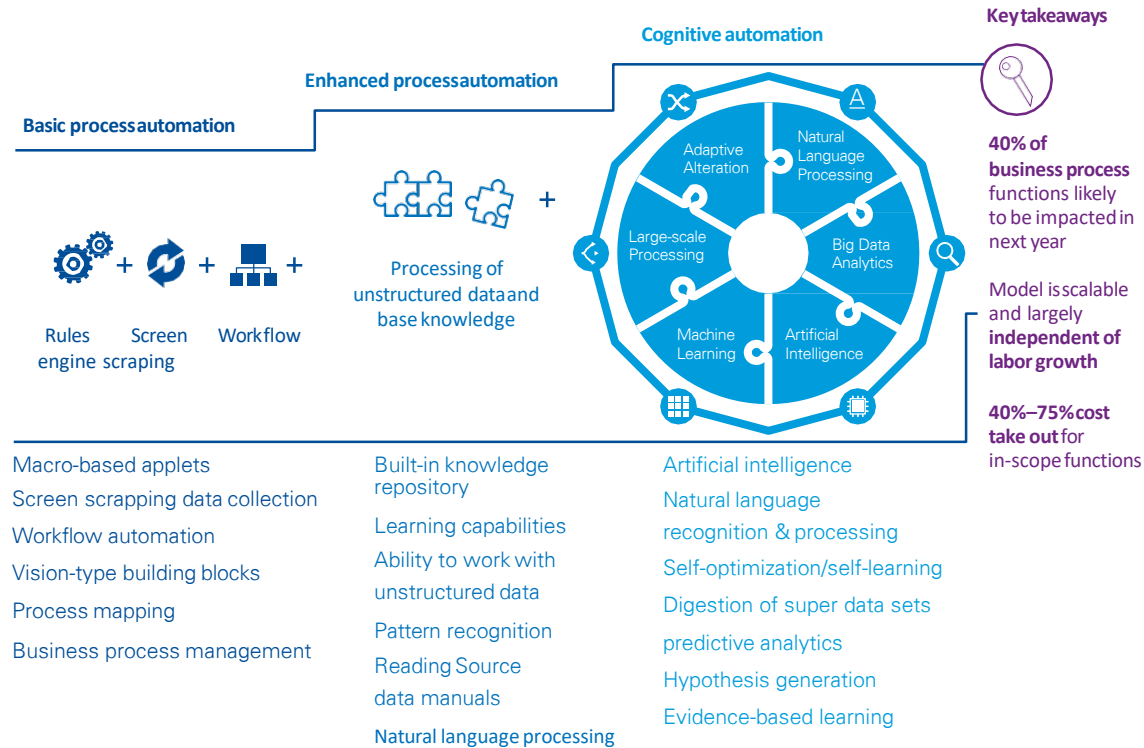 Key takeaways
Cognitive automation
Enhanced process automation
Basic process automation
Rules
engine
Screen
scraping
Workflow
+
+
+
Processing of
unstructured data and
base knowledge
+
Adaptive
Alteration
Natural
Language
Processing
Large-scale
Processing
Big Data
Analytics
Machine
Learning
Artificial
Intelligence
A
40% of
business process
functions likely
to be impacted in
next year
Model is scalable
and largely
independent of
labor growth
40%–75% cost
take out for
in-scope functions
Macro-based applets
Screen scrapping data collection
Workflow automation
Vision-type building blocks
Process mapping
Business process management
Built-in knowledge
repository
Learning capabilities
Ability to work with
unstructured data
Pattern recognition
Reading Source
data manuals
Natural language processing
Artificial intelligence
Natural language
recognition & processing
Self-optimization/self-learning
Digestion of super data sets
predictive analytics
Hypothesis generation
Evidence-based learning